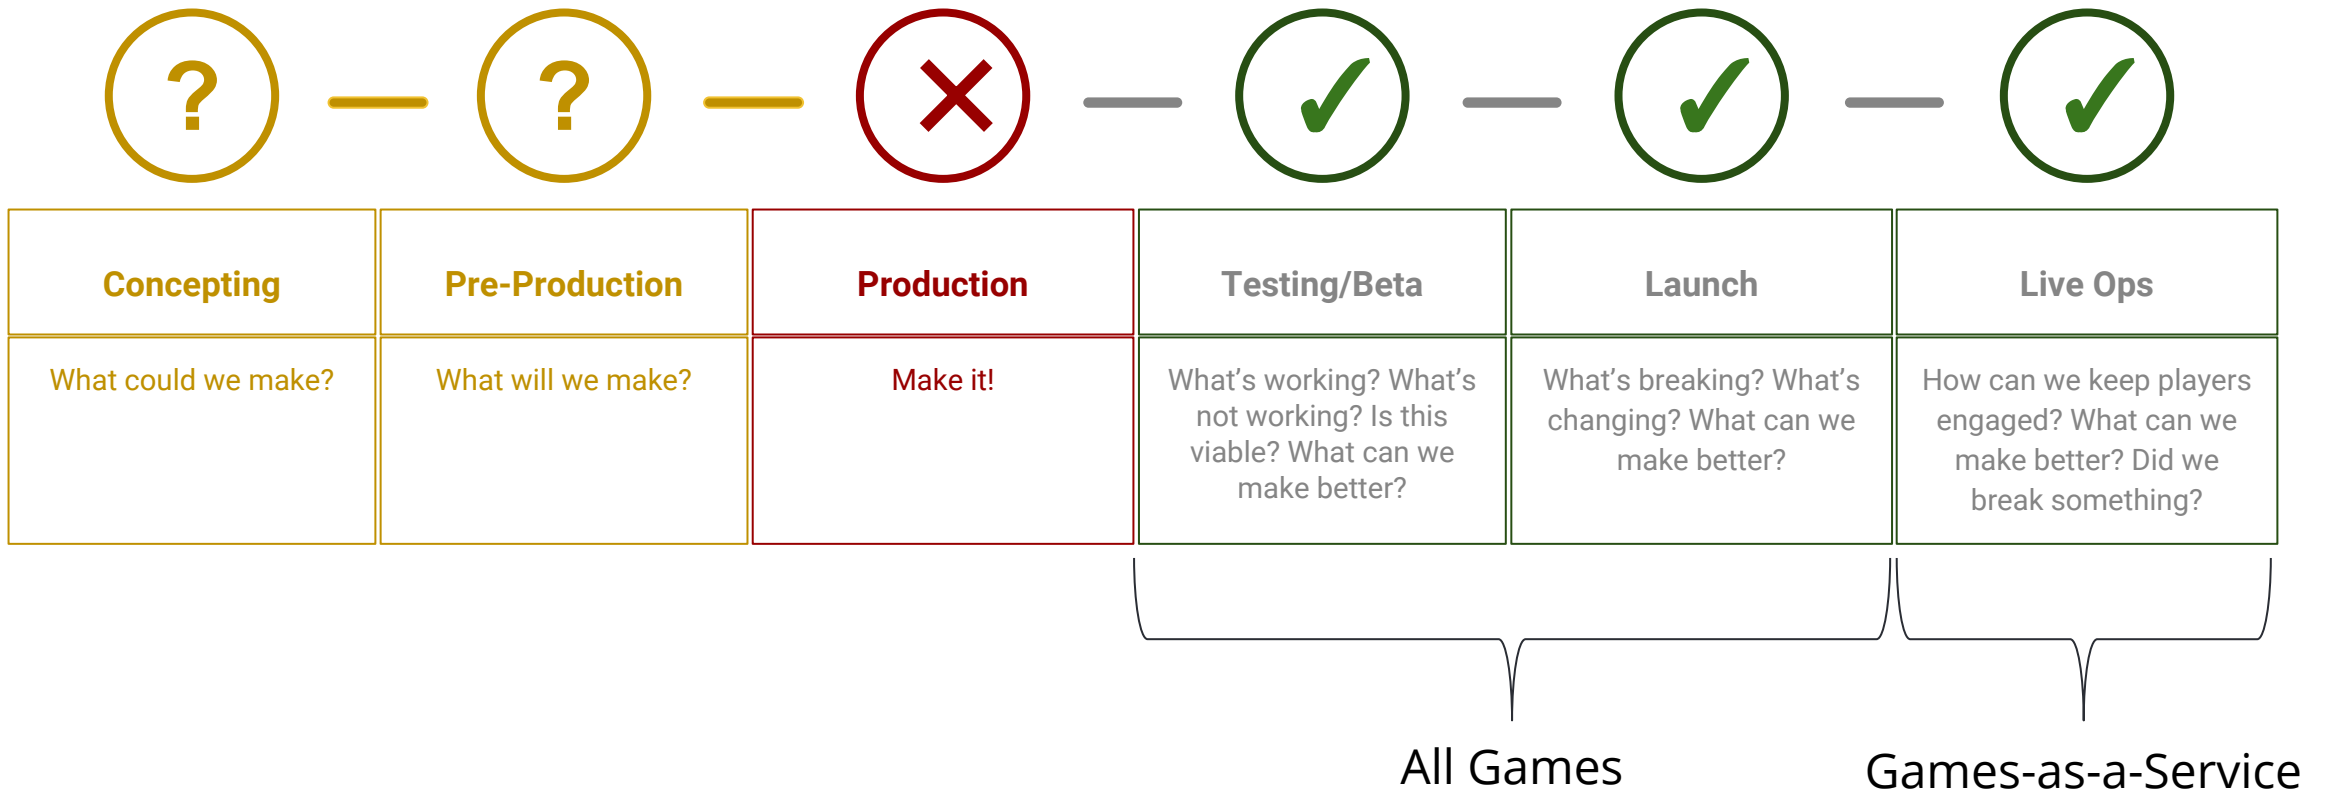 ? ? ✕ ✓ ✓ ✓
Concepting
Pre-Production
Production
Testing/Beta
Launch
Live Ops
What could we make?
What will we make?
Make it!
What’s working? What’s
not working? Is this
viable? What can we
make better?
What’s breaking? What’s
changing? What can we
make better?
How can we keep players
engaged? What can we
make better? Did we
break something?
All Games
Games-as-a-Service